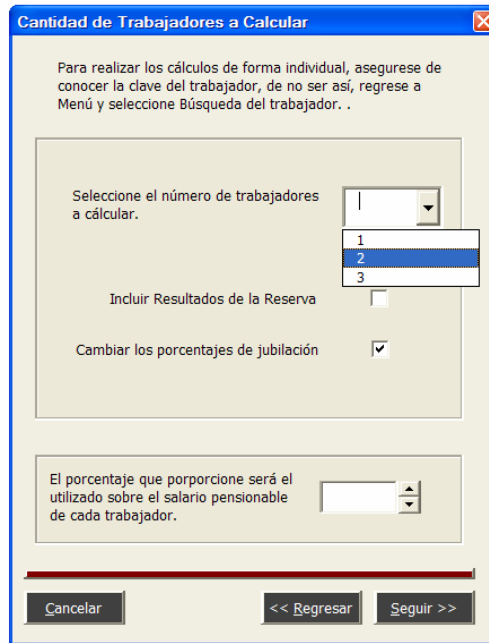 Cantidad de Trabajadores a Calcular
Para realizar los cálculos de forma individual, asegurese de
conocer la clave del trabajador, de no ser así, regrese a
Menú y seleccione Búsqueda del trabajador. .
Seleccione el número de trabajadores
a cálcular.
1
2
3
Incluir Resultados de la Reserva
Cambiar los porcentajes de jubilación
El porcentaje que porporcione será el
utilizado sobre el salario pensionable
de cada trabajador.
Cancelar
<< Regresar
Seguir >>